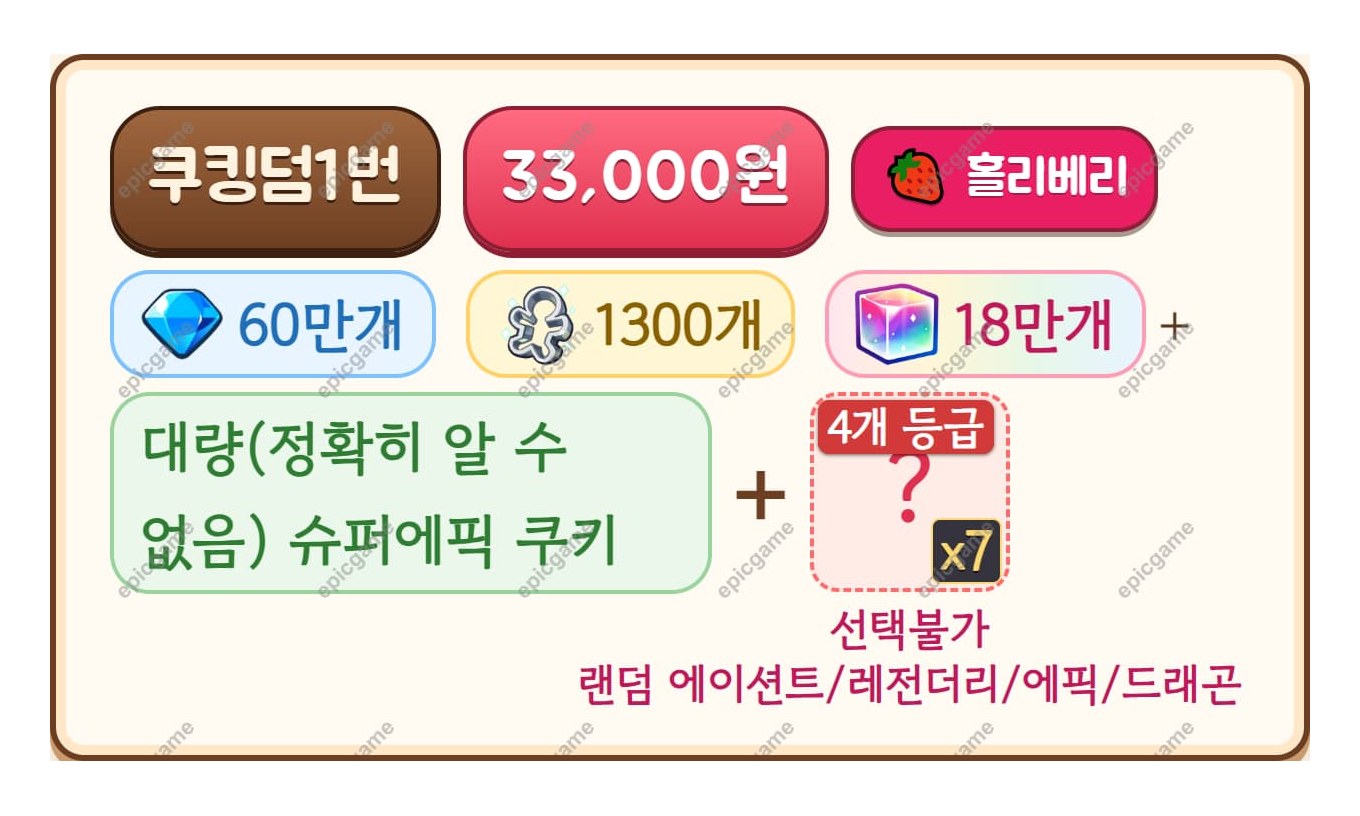 쿠킹덤1번 33,000원 홀리베리
60만개 1300개 18만개 +
대량(정확히 알 수
없음) 슈퍼에픽 쿠키 +
4개 등급
?
x7
선택불가
랜덤 에이션트/레전더리/에픽/드래곤
epicgame